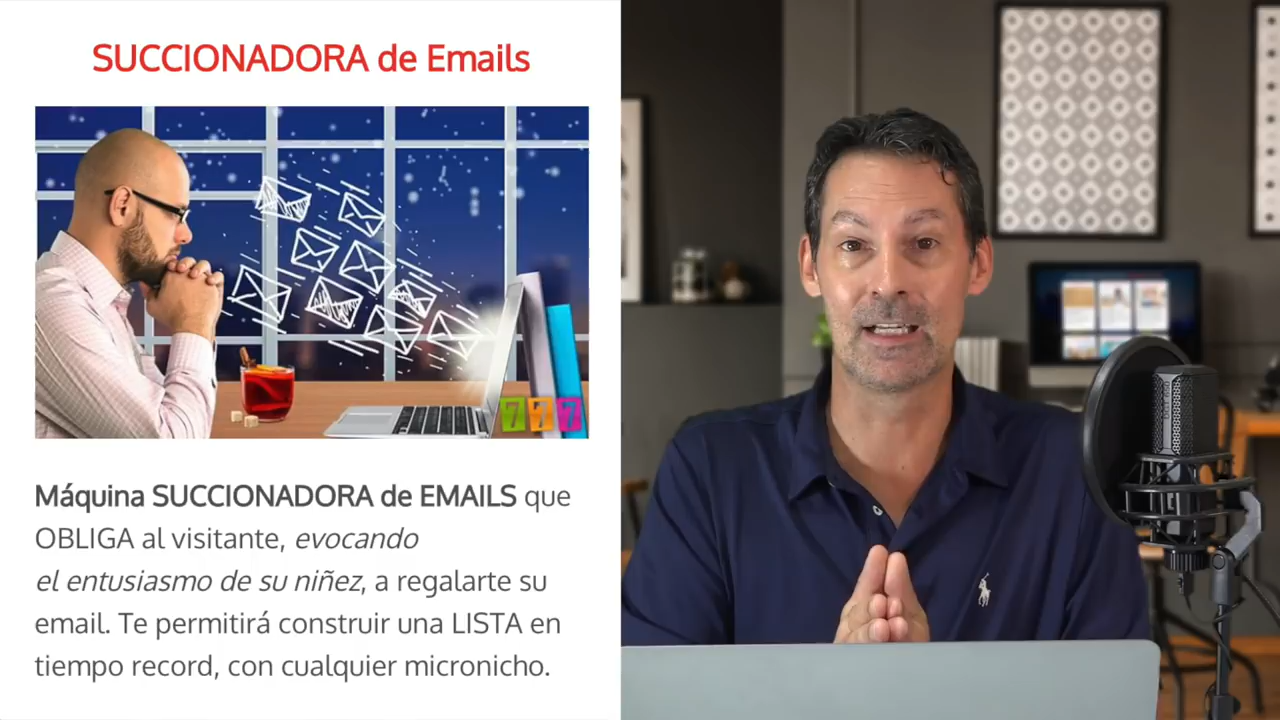 SUCCIONADORA de Emails
777
Máquina SUCCIONADORA de EMAILS que
OBLIGA al visitante, evocando
el entusiasmo de su niñez, a regalarte su
email. Te permitirá construir una LISTA en
tiempo record, con cualquier micronicho.